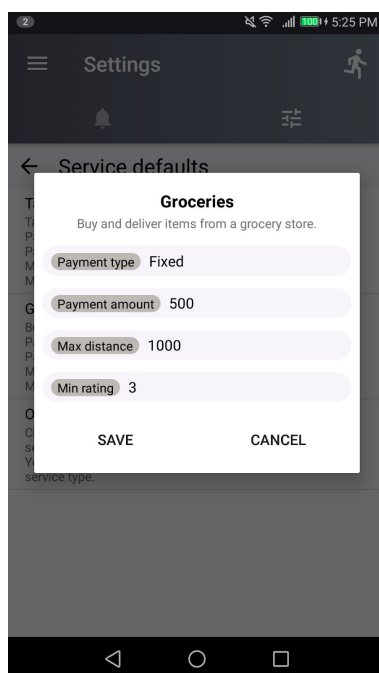 2
100
5:25 PM
Settings
Service defaults
Groceries
Buy and deliver items from a grocery store.
Payment type Fixed
Payment amount 500
Max distance 1000
Min rating 3
SAVE
CANCEL
service type.